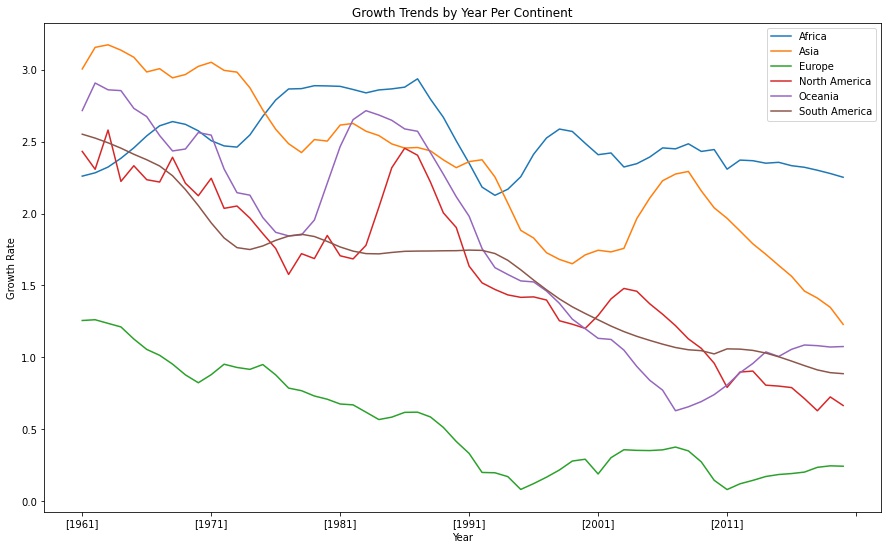 Growth Trends by Year Per Continent
Africa
Asia
Europe
North America
Oceania
South America
Growth Rate
3.0
2.5
2.0
1.5
1.0
0.5
0.0
[1961]
[1971]
[1981]
[1991]
[2001]
[2011]
Year